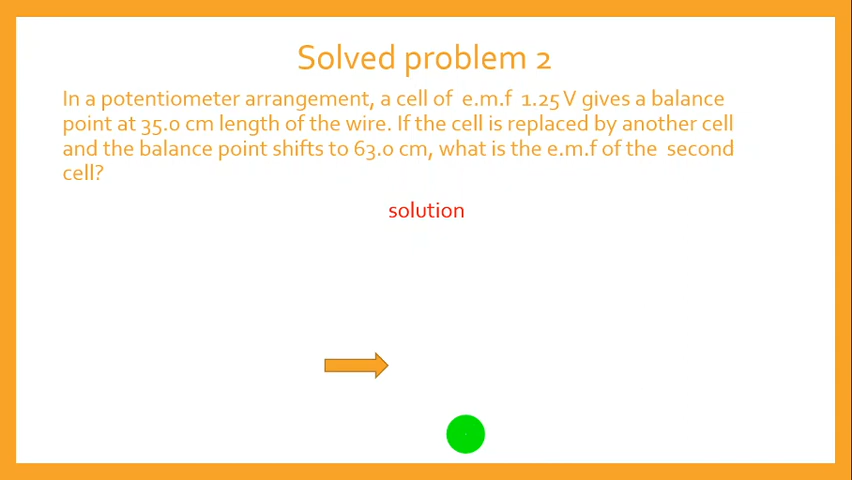 Solved problem 2
In a potentiometer arrangement, a cell of e.m.f 1.25 V gives a balance
point at 35.0 cm length of the wire. If the cell is replaced by another cell
and the balance point shifts to 63.0 cm, what is the e.m.f of the second
cell?
solution